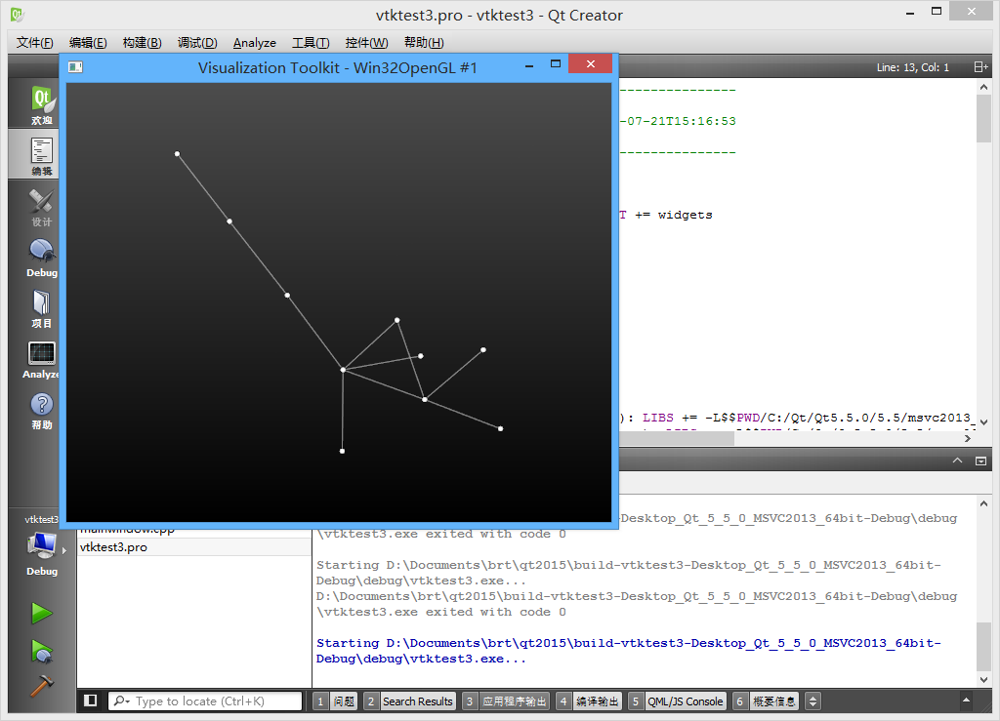 vtktest3.pro - vtktest3 - Qt Creator
文件(F) 编辑(E) 构建(B) 调试(D) Analyze 工具(T) 控件(W) 帮助(H)
Visualization Toolkit - Win32OpenGL #1
Line: 13, Col: 1
欢迎
编辑
设计
Debug
项目
Analyze
帮助
--------------
-07-21T15:16:53
--------------
T += widgets
): LIBS += -L$$PWD/C:/Qt/Qt5.5.0/5.5/msvc2013_
vtktest3
Debug
mainwindow.cpp
vtktest3.pro
-Desktop_Qt_5_5_0_MSVC2013_64bit-Debug\debug
\vtktest3.exe exited with code 0
Starting D:\Documents\brt\qt2015\build-vtktest3-Desktop_Qt_5_5_0_MSVC2013_64bit-
Debug\debug\vtktest3.exe...
D:\Documents\brt\qt2015\build-vtktest3-Desktop_Qt_5_5_0_MSVC2013_64bit-Debug\debug
\vtktest3.exe exited with code 0
Starting D:\Documents\brt\qt2015\build-vtktest3-Desktop_Qt_5_5_0_MSVC2013_64bit-
Debug\debug\vtktest3.exe...
Type to locate (Ctrl+K) 1 问题 2 Search Results 3 应用程序输出 4 编译输出 5 QML/JS Console 6 概要信息